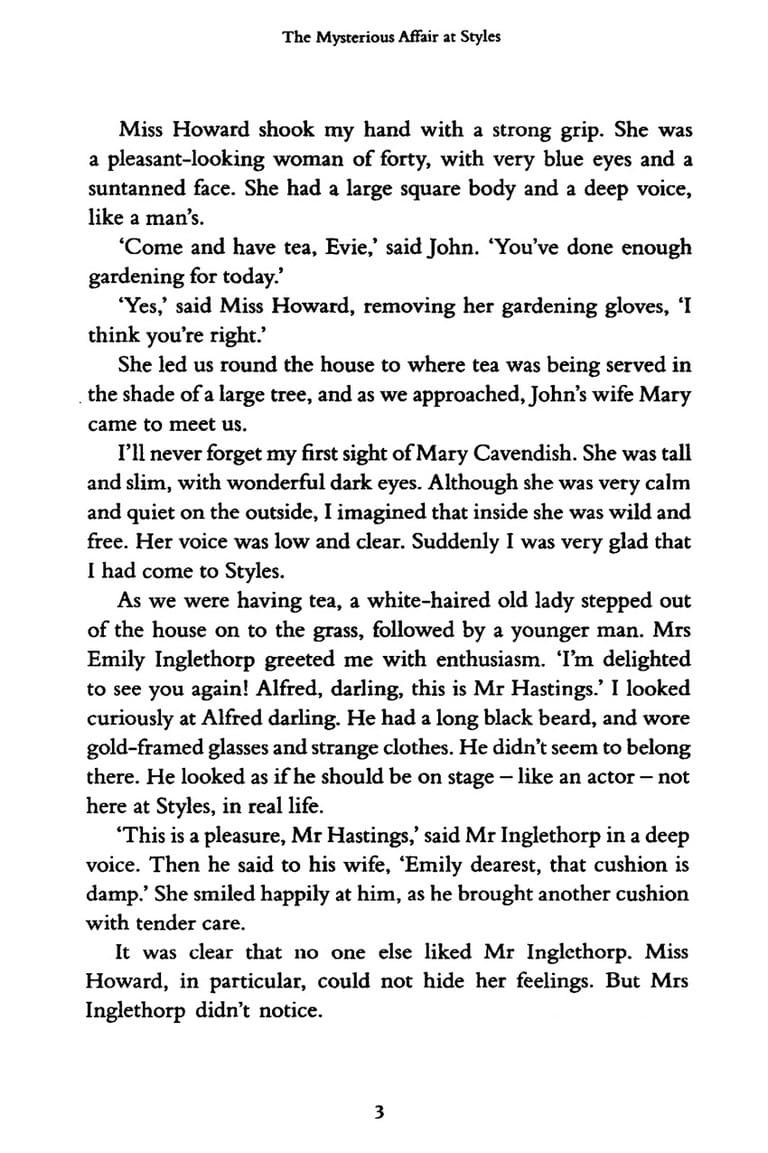 The Mysterious Affair at Styles
Miss Howard shook my hand with a strong grip. She was
a pleasant-looking woman of forty, with very blue eyes and a
suntanned face. She had a large square body and a deep voice,
like a man’s.
‘Come and have tea, Evie,’ said John. ‘You’ve done enough
gardening for today.’
‘Yes,’ said Miss Howard, removing her gardening gloves, ‘I
think you’re right.’
She led us round the house to where tea was being served in
the shade of a large tree, and as we approached, John’s wife Mary
came to meet us.
I’ll never forget my first sight of Mary Cavendish. She was tall
and slim, with wonderful dark eyes. Although she was very calm
and quiet on the outside, I imagined that inside she was wild and
free. Her voice was low and clear. Suddenly I was very glad that
I had come to Styles.
As we were having tea, a white-haired old lady stepped out
of the house on to the grass, followed by a younger man. Mrs
Emily Inglethorp greeted me with enthusiasm. ‘I’m delighted
to see you again! Alfred, darling, this is Mr Hastings.’ I looked
curiously at Alfred darling. He had a long black beard, and wore
gold-framed glasses and strange clothes. He didn’t seem to belong
there. He looked as if he should be on stage – like an actor – not
here at Styles, in real life.
‘This is a pleasure, Mr Hastings,’ said Mr Inglethorp in a deep
voice. Then he said to his wife, ‘Emily dearest, that cushion is
damp.’ She smiled happily at him, as he brought another cushion
with tender care.
It was clear that no one else liked Mr Inglethorp. Miss
Howard, in particular, could not hide her feelings. But Mrs
Inglethorp didn’t notice.
3